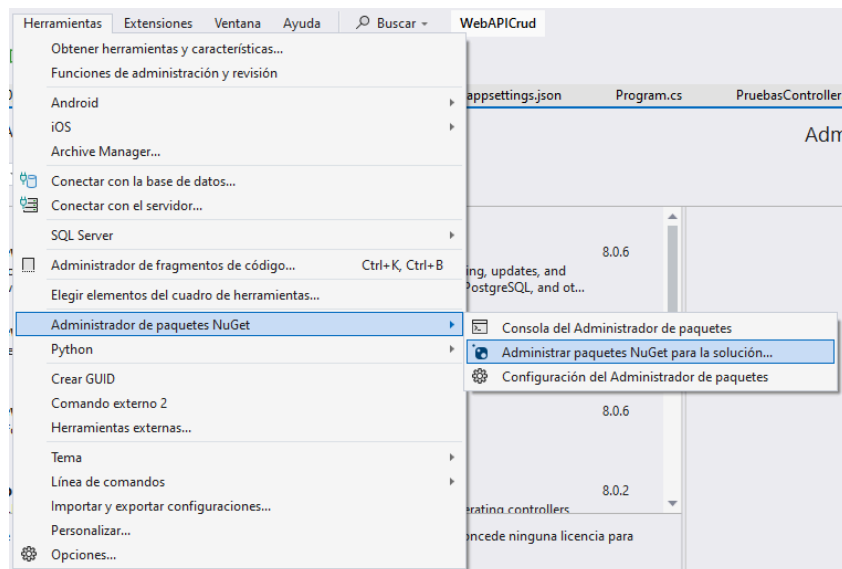 Herramientas Extensiones Ventana Ayuda Buscar WebAPICrud
Obtener herramientas y características...
Funciones de administración y revisión
Android
appsettings.json Program.cs PruebasController
iOS
Archive Manager...
Conectar con la base de datos...
Conectar con el servidor...
SQL Server
8.0.6
Administrador de fragmentos de código... Ctrl+K, Ctrl+B
ing, updates, and
PostgreSQL, and ot...
Elegir elementos del cuadro de herramientas...
Administrador de paquetes NuGet
Consola del Administrador de paquetes
Administrar paquetes NuGet para la solución...
Configuración del Administrador de paquetes
Python
Crear GUID
Comando externo 2
8.0.6
Herramientas externas...
Tema
Línea de comandos
8.0.2
Importar y exportar configuraciones...
erating controllers
Personalizar...
oncede ninguna licencia para
Opciones...